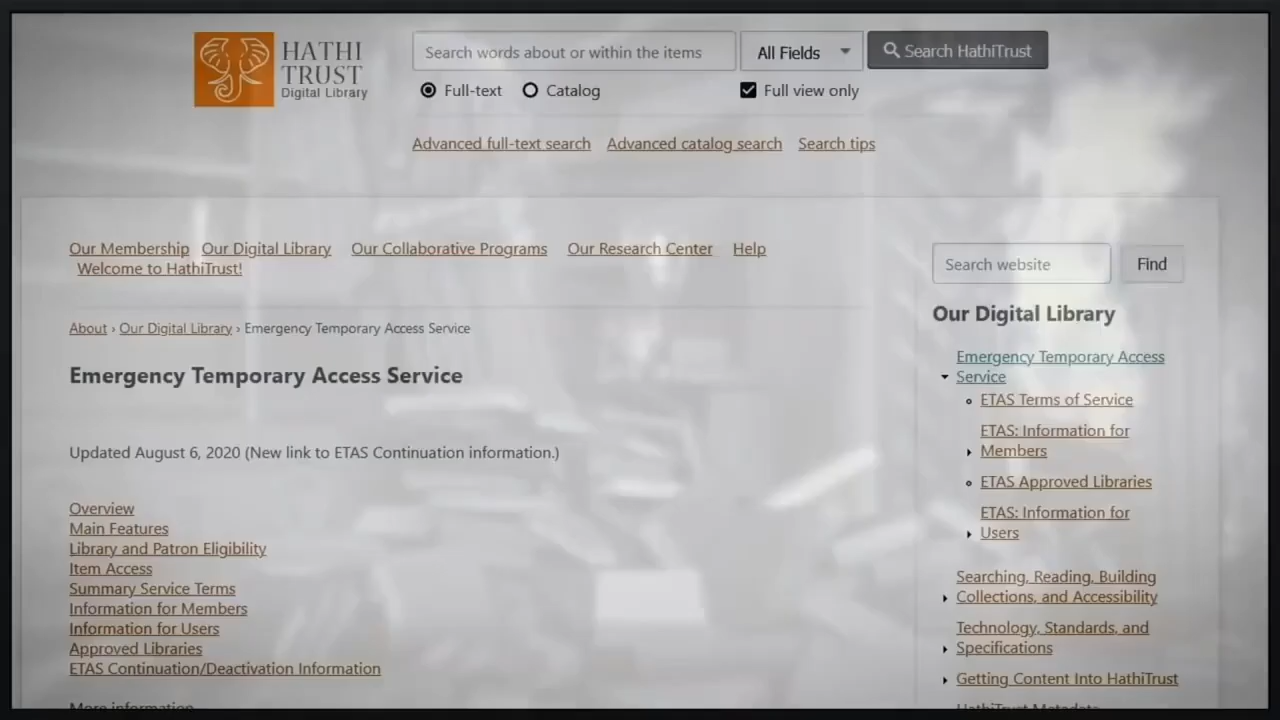 HATHI
TRUST
Digital Library
Search words about or within the items
All Fields
Search HathiTrust
Full-text
Catalog
Full view only
Advanced full-text search
Advanced catalog search
Search tips
Our Membership
Our Digital Library
Our Collaborative Programs
Our Research Center
Help
Welcome to HathiTrust!
About › Our Digital Library › Emergency Temporary Access Service
Emergency Temporary Access Service
Updated August 6, 2020 (New link to ETAS Continuation information.)
Overview
Main Features
Library and Patron Eligibility
Item Access
Summary Service Terms
Information for Members
Information for Users
Approved Libraries
ETAS Continuation/Deactivation Information
More information
Search website
Find
Our Digital Library
Emergency Temporary Access
Service
ETAS Terms of Service
ETAS: Information for
Members
ETAS Approved Libraries
ETAS: Information for
Users
Searching, Reading, Building
Collections, and Accessibility
Technology, Standards, and
Specifications
Getting Content Into HathiTrust
HathiTrust Metadata